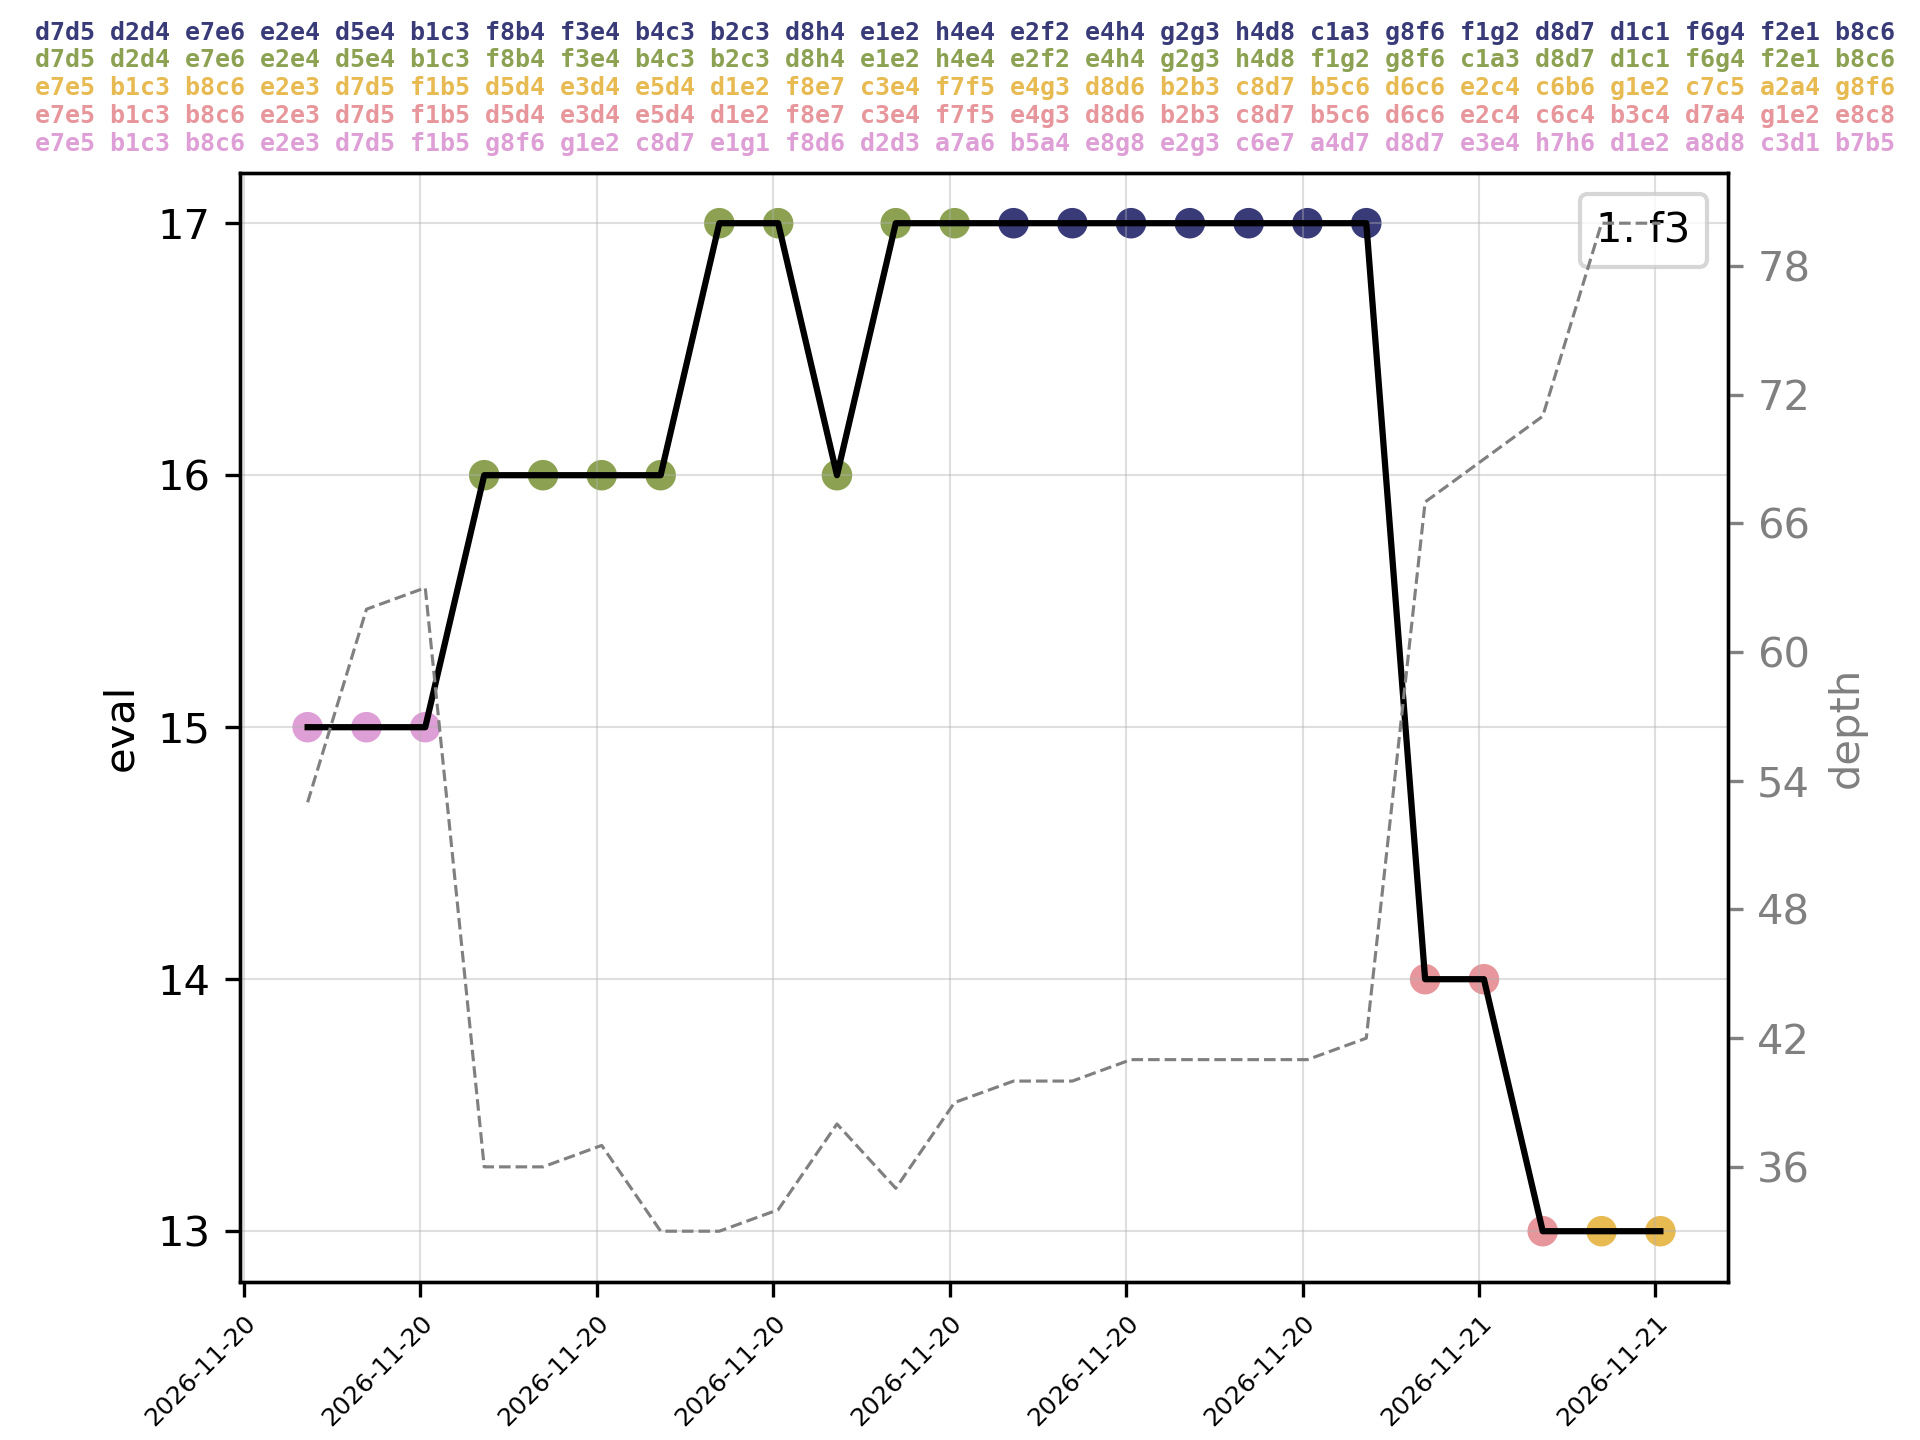 d7d5 d2d4 e7e6 e2e4 d5e4 b1c3 f8b4 f3e4 b4c3 b2c3 d8h4 e1e2 h4e4 e2f2 e4h4 g2g3 h4d8 c1a3 g8f6 f1g2 d8d7 d1c1 f6g4 f2e1 b8c6
d7d5 d2d4 e7e6 e2e4 d5e4 b1c3 f8b4 f3e4 b4c3 b2c3 d8h4 e1e2 h4e4 e2f2 e4h4 g2g3 h4d8 f1g2 g8f6 c1a3 d8d7 d1c1 f6g4 f2e1 b8c6
e7e5 b1c3 b8c6 e2e3 d7d5 f1b5 d5d4 e3d4 e5d4 d1e2 f8e7 c3e4 f7f5 e4g3 d8d6 b2b3 c8d7 b5c6 d6c6 e2c4 c6b6 g1e2 c7c5 a2a4 g8f6
e7e5 b1c3 b8c6 e2e3 d7d5 f1b5 d5d4 e3d4 e5d4 d1e2 f8e7 c3e4 f7f5 e4g3 d8d6 b2b3 c8d7 b5c6 d6c6 e2c4 c6c4 b3c4 d7a4 g1e2 e8c8
e7e5 b1c3 b8c6 e2e3 d7d5 f1b5 g8f6 g1e2 c8d7 e1g1 f8d6 d2d3 a7a6 b5a4 e8g8 e2g3 c6e7 a4d7 d8d7 e3e4 h7h6 d1e2 a8d8 c3d1 b7b5
1. f3
17
16
15
14
13
eval
78
72
66
60
54
48
42
36
depth
2026-11-20
2026-11-20
2026-11-20
2026-11-20
2026-11-20
2026-11-20
2026-11-20
2026-11-21
2026-11-21